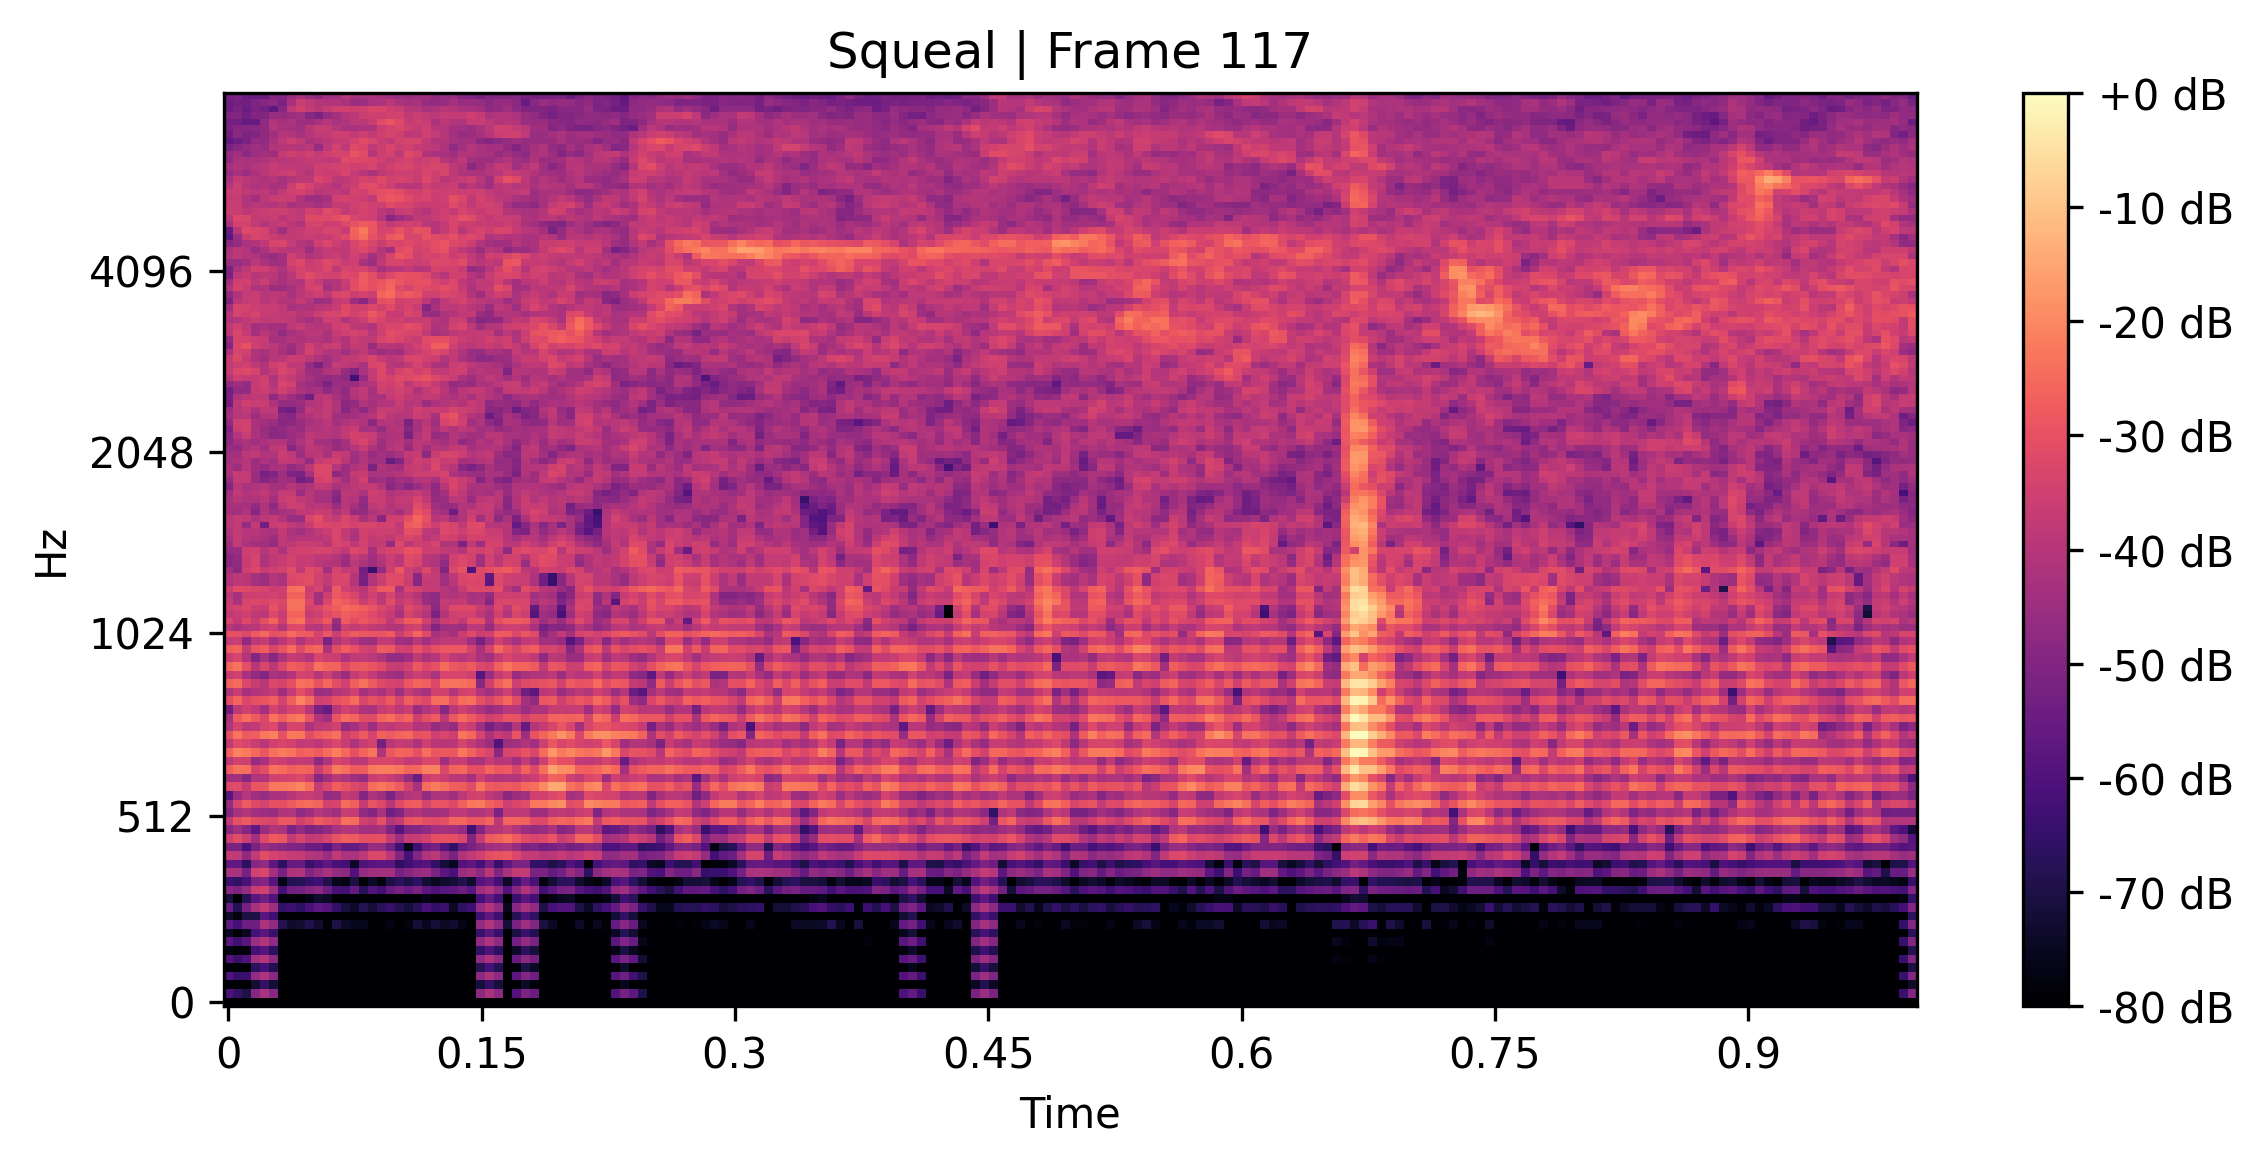 Squeal | Frame 117
+0 dB
-10 dB
-20 dB
-30 dB
-40 dB
-50 dB
-60 dB
-70 dB
-80 dB
4096
2048
1024
512
0
Hz
0 0.15 0.3 0.45 0.6 0.75 0.9
Time